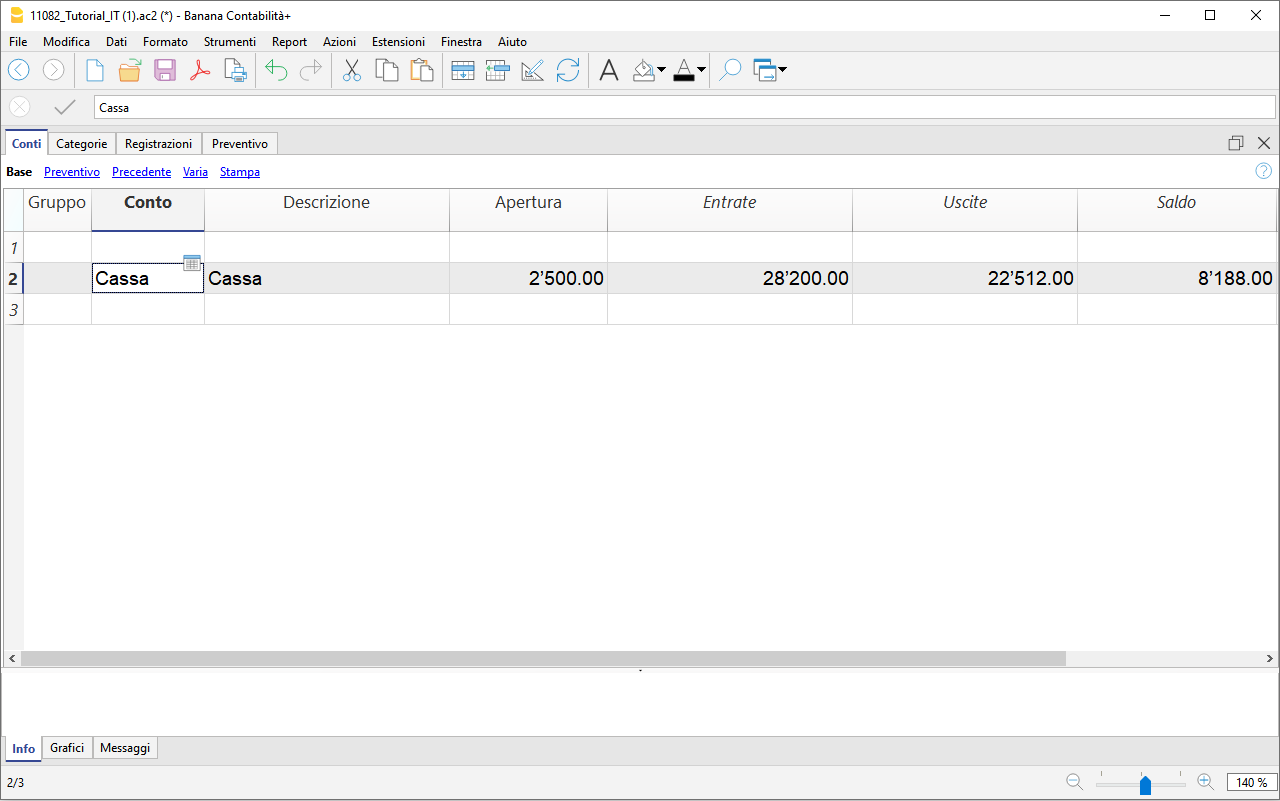 11082_Tutorial_IT (1).ac2 (*) - Banana Contabilità+
File Modifica Dati Formato Strumenti Report Azioni Estensioni Finestra Aiuto
Cassa
Conti Categorie Registrazioni Preventivo
Base Preventivo Precedente Varia Stampa
Gruppo Conto Descrizione Apertura Entrate Uscite Saldo
1
2 Cassa Cassa 2’500.00 28’200.00 22’512.00 8’188.00
3
Info Grafici Messaggi
2/3 140 %